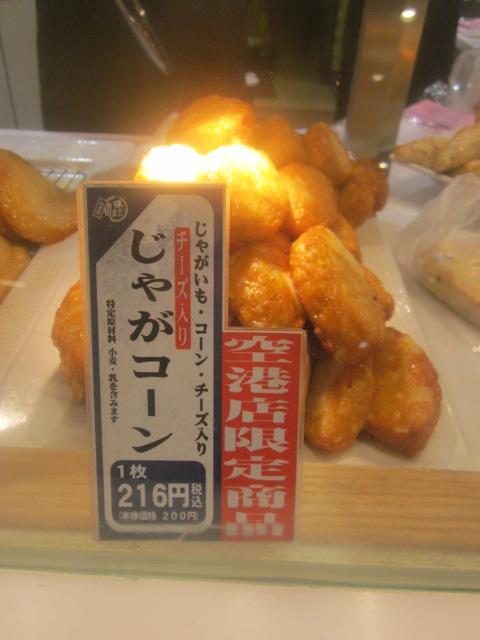 じゃがいも・コーン・チーズ入り
チーズ入り
じゃがコーン
特定原材料 小麦・乳を含みます
1枚
216円税込
(本体価格 200円)
空港店限定商品